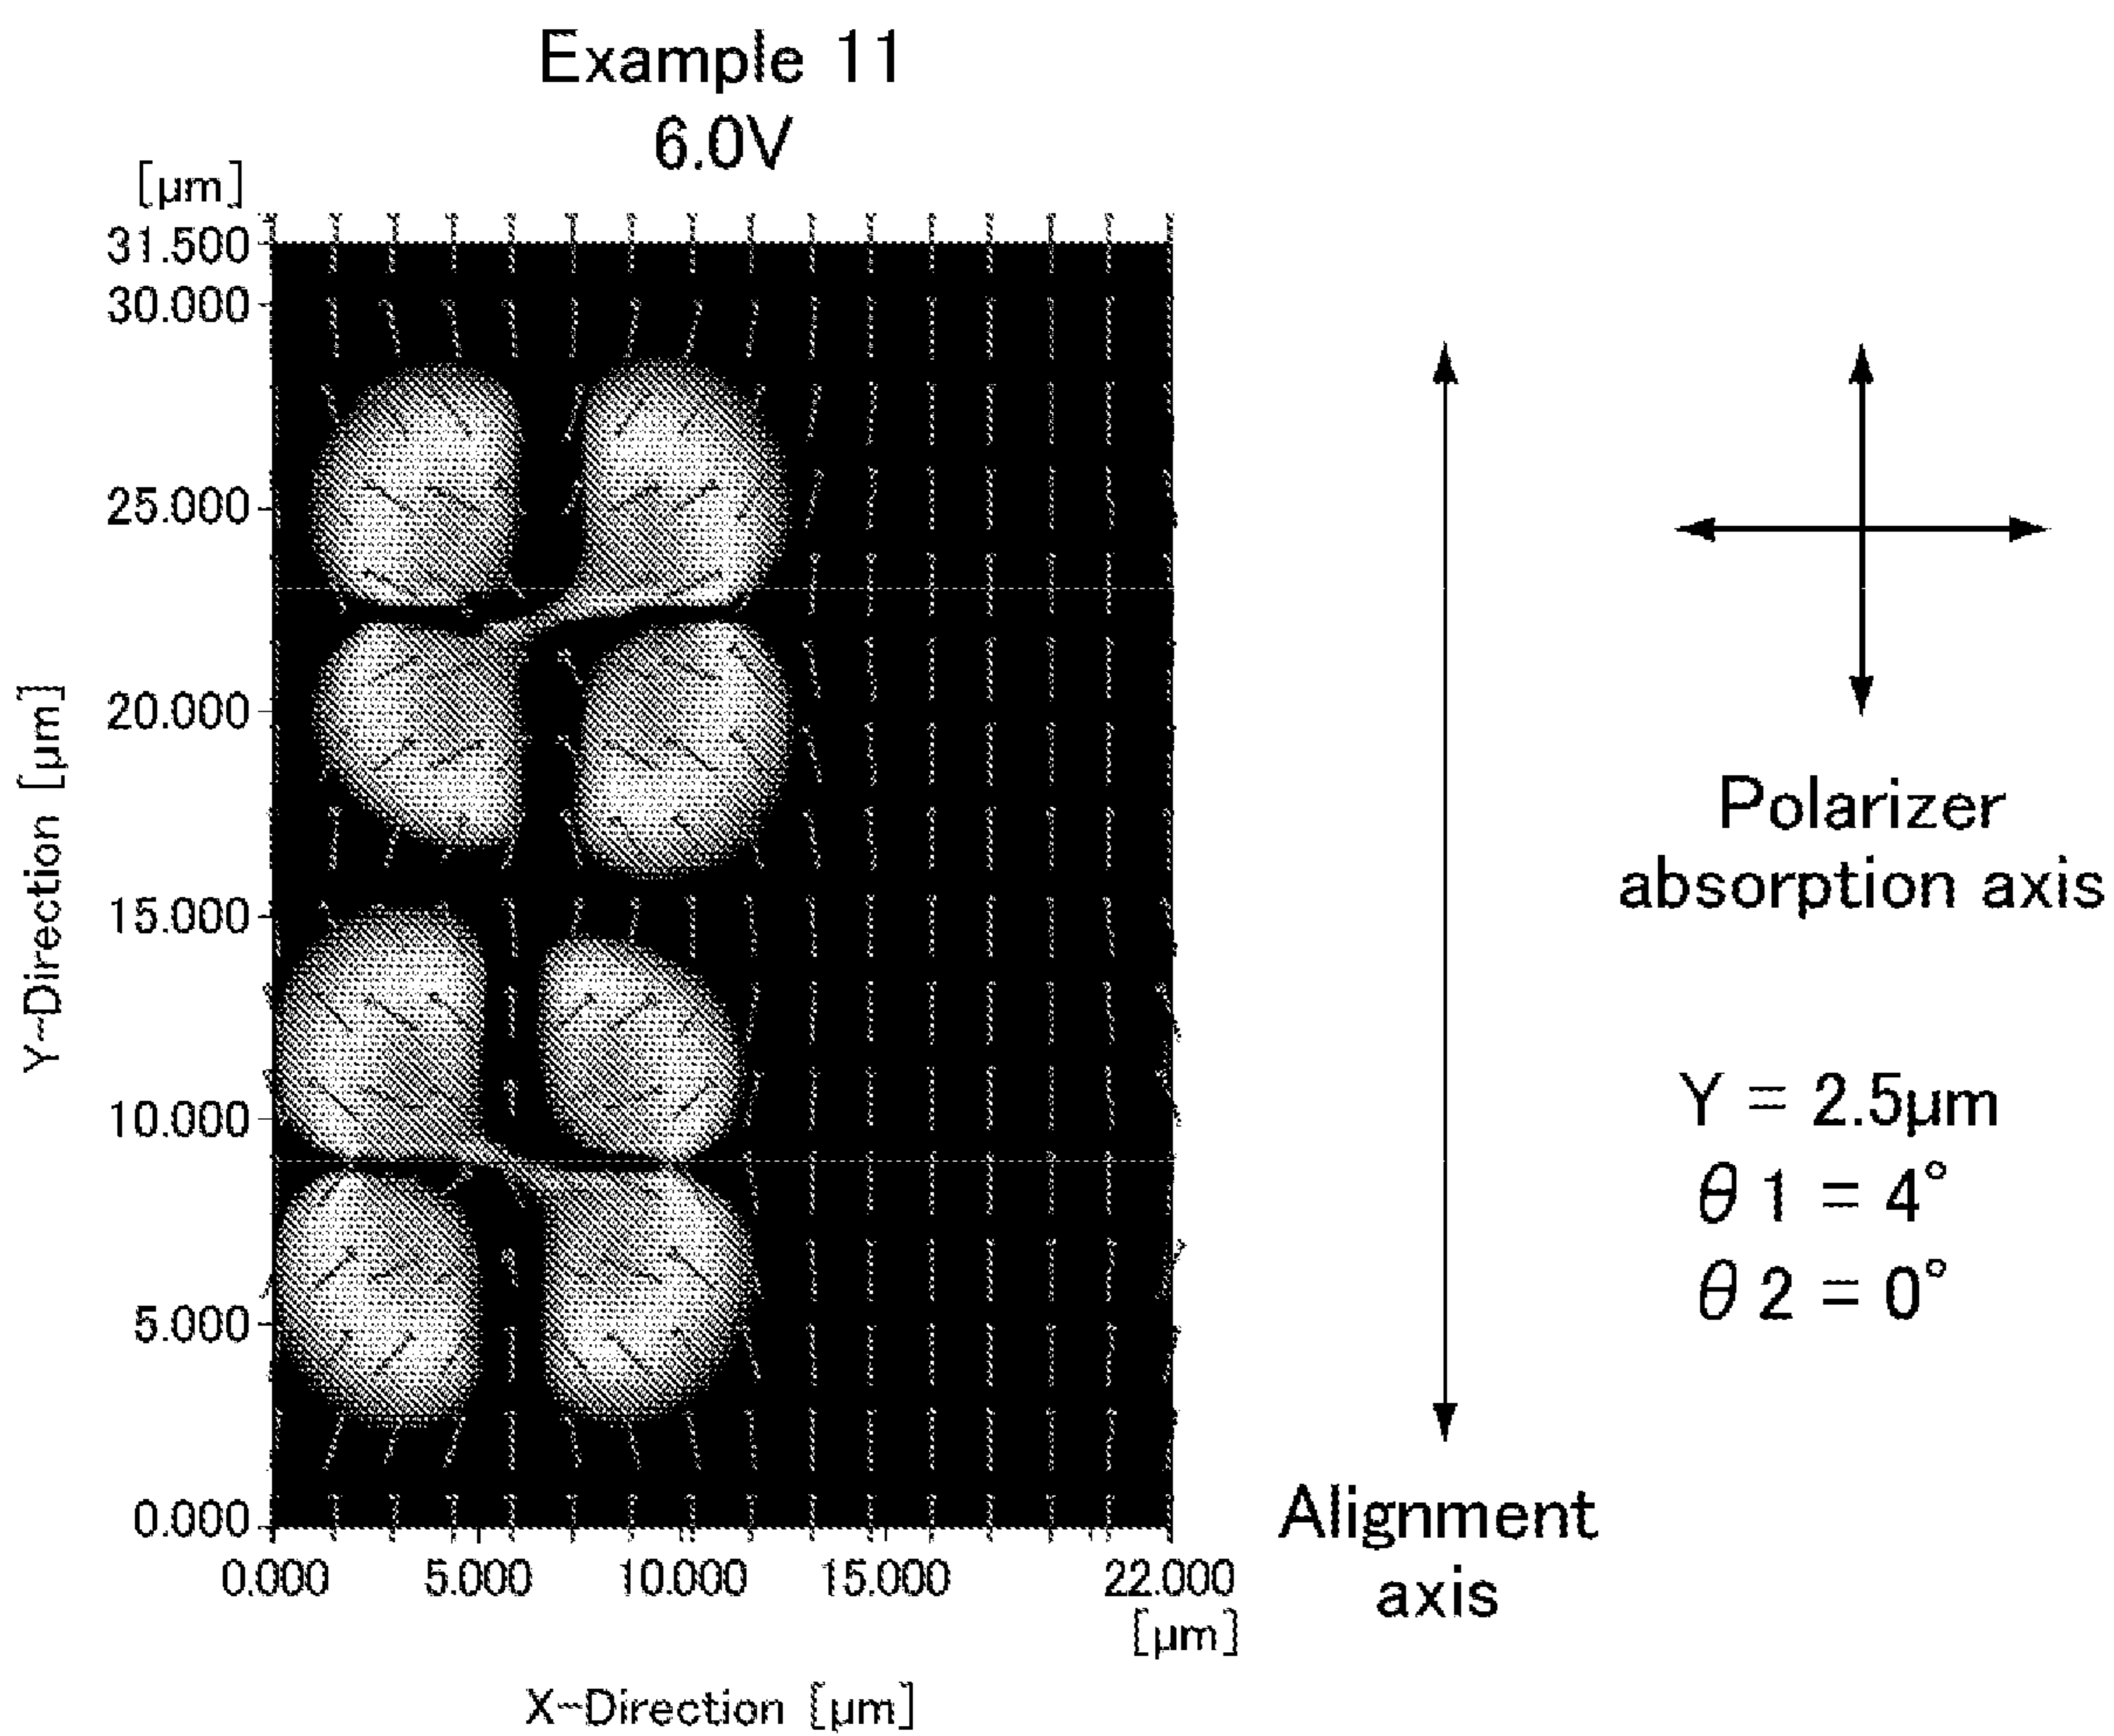 Example 11
6.0V
[μm]
31.500
30.000
25.000
20.000
15.000
10.000
5.000
0.000
Y-Direction [μm]
0.000 5.000 10.000 15.000 22.000
[μm]
X-Direction [μm]
Alignment
axis
Polarizer
absorption axis
Y = 2.5μm
θ1 = 4°
θ2 = 0°